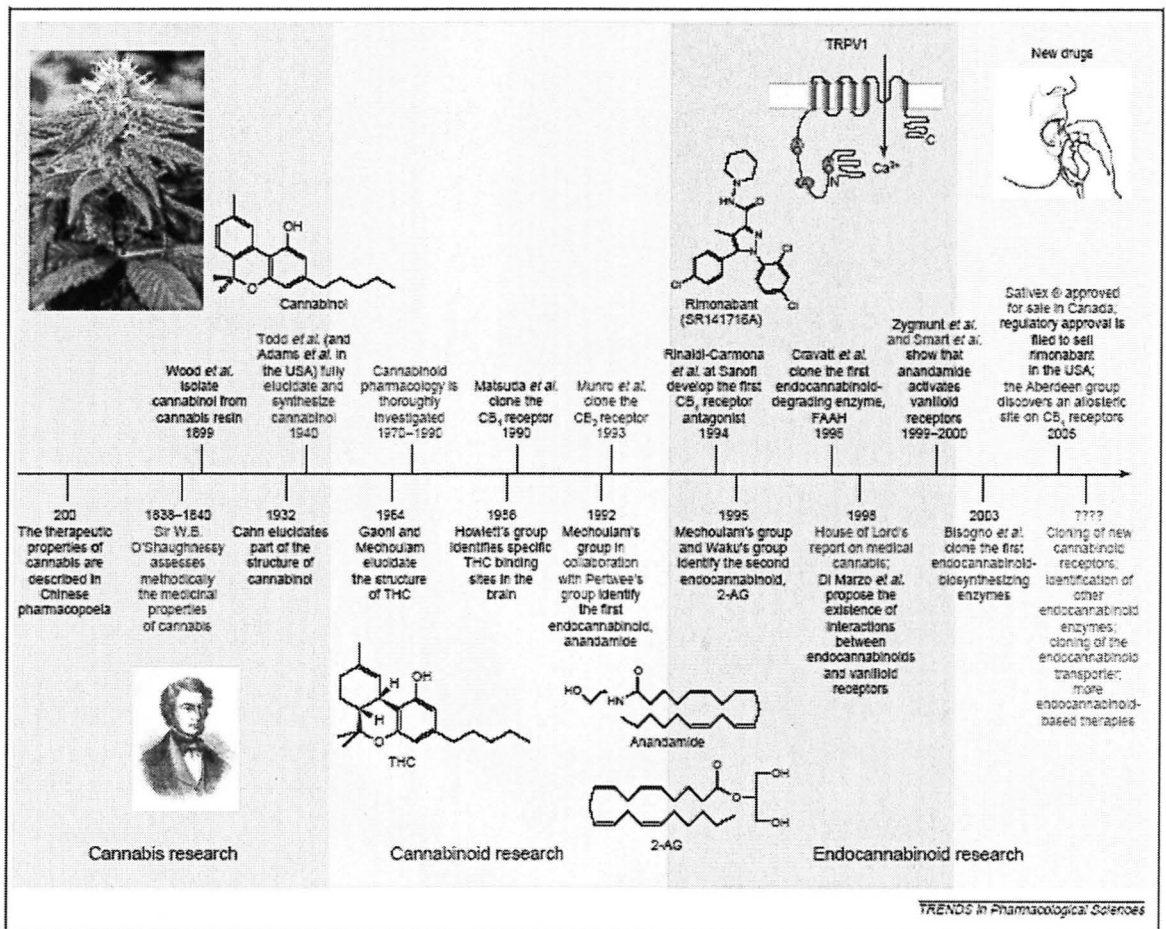 TRPV1
New drugs
C
Ca2+
N
HN
O
N
N
Cl
Cl
Cl
Rimonabant
(SR141716A)
OH
O
Cannabinol
Wood et al.
isolate
cannabinol from
cannabis resin
1899
Todd et al. (and
Adams et al. in
the USA) fully
elucidate and
synthesize
cannabinol
1940
Cannabinoid
pharmacology is
thoroughly
investigated
1970–1990
Matsuda et al.
clone the
CB1 receptor
1990
Munro et al.
clone the
CB2 receptor
1993
Rinaldi-Carmona
et al. at Sanofi
develop the first
CB1 receptor
antagonist
1994
Cravatt et al.
clone the first
endocannabinoid-
degrading enzyme,
FAAH
1996
Zygmunt et al.
and Smart et al.
show that
anandamide
activates
vanilloid
receptors
1999–2000
Sativex ® approved
for sale in Canada;
regulatory approval is
filed to sell
rimonabant
in the USA;
the Aberdeen group
discovers an allosteric
site on CB1 receptors
2005
200
The therapeutic
properties of
cannabis are
described in
Chinese
pharmacopoeia
1838–1840
Sir W.B.
O'Shaughnessy
assesses
methodically
the medicinal
properties
of cannabis
1932
Cahn elucidates
part of the
structure of
cannabinol
1964
Gaoni and
Mechoulam
elucidate
the structure
of THC
1986
Howlett's group
identifies specific
THC binding
sites in the
brain
1992
Mechoulam's
group in
collaboration
with Pertwee's
group identify
the first
endocannabinoid,
anandamide
1995
Mechoulam's group
and Waku's group
identify the second
endocannabinoid,
2-AG
1998
House of Lord's
report on medical
cannabis;
Di Marzo et al.
propose the
existence of
interactions
between
endocannabinoids
and vanilloid
receptors
2003
Bisogno et al.
clone the first
endocannabinoid-
biosynthesizing
enzymes
????
Cloning of new
cannabinoid
receptors;
identification of
other
endocannabinoid
enzymes;
cloning of the
endocannabinoid
transporter;
more
endocannabinoid-
based therapies
OH
H
H
O
THC
HO
O
HN
Anandamide
O
O
OH
OH
2-AG
Cannabis research
Cannabinoid research
Endocannabinoid research
TRENDS in Pharmacological Sciences